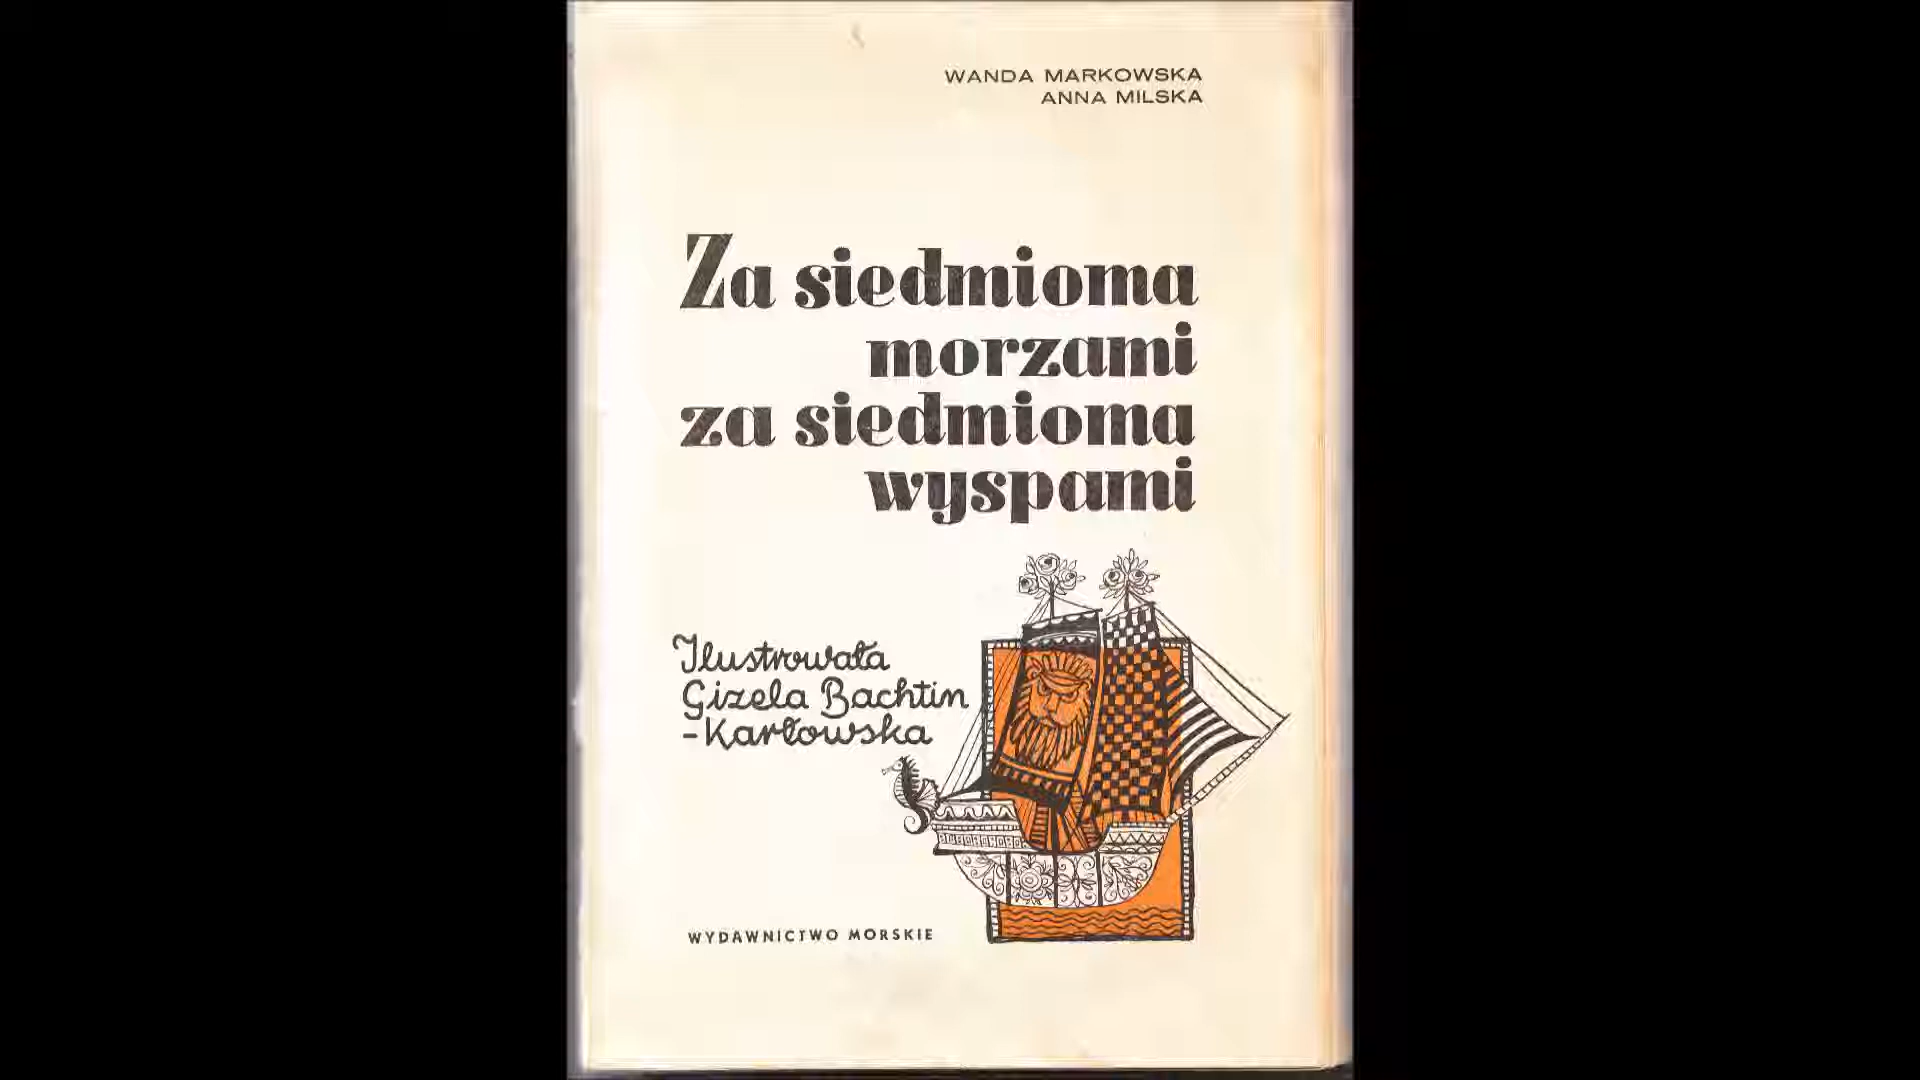 WANDA MARKOWSKA
ANNA MILSKA
Za siedmioma
morzami
za siedmioma
wyspami
Ilustrowała
Gizela Bachtin
-Karłowska
WYDAWNICTWO MORSKIE